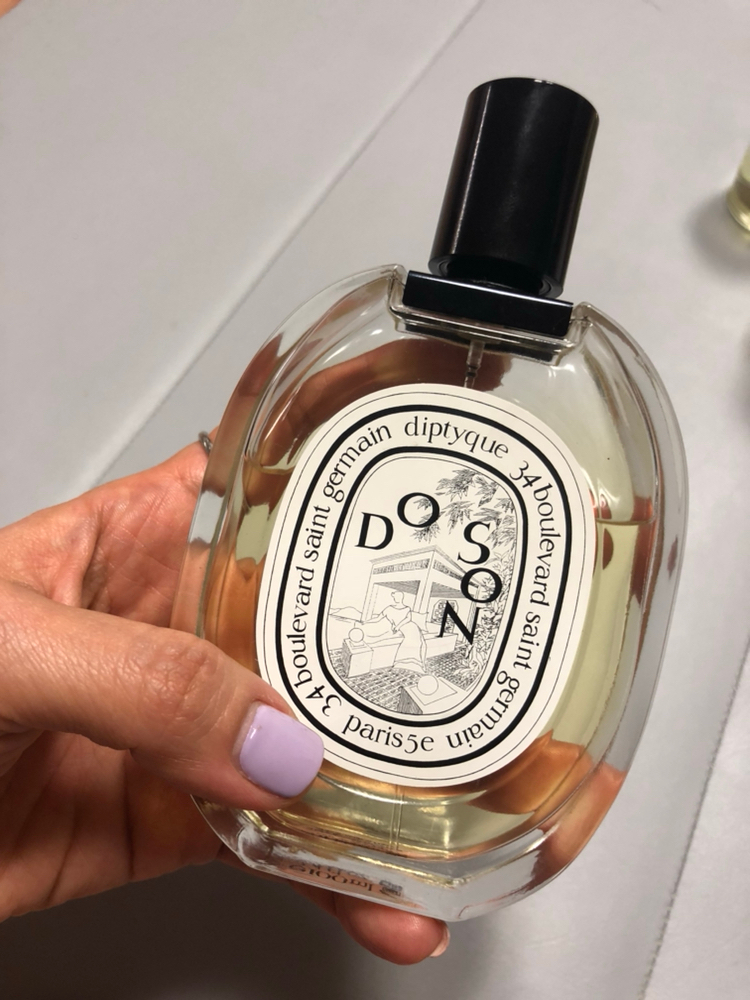 diptyque 34 boulevard saint germain paris5e 34 boulevard saint germain
DO SON